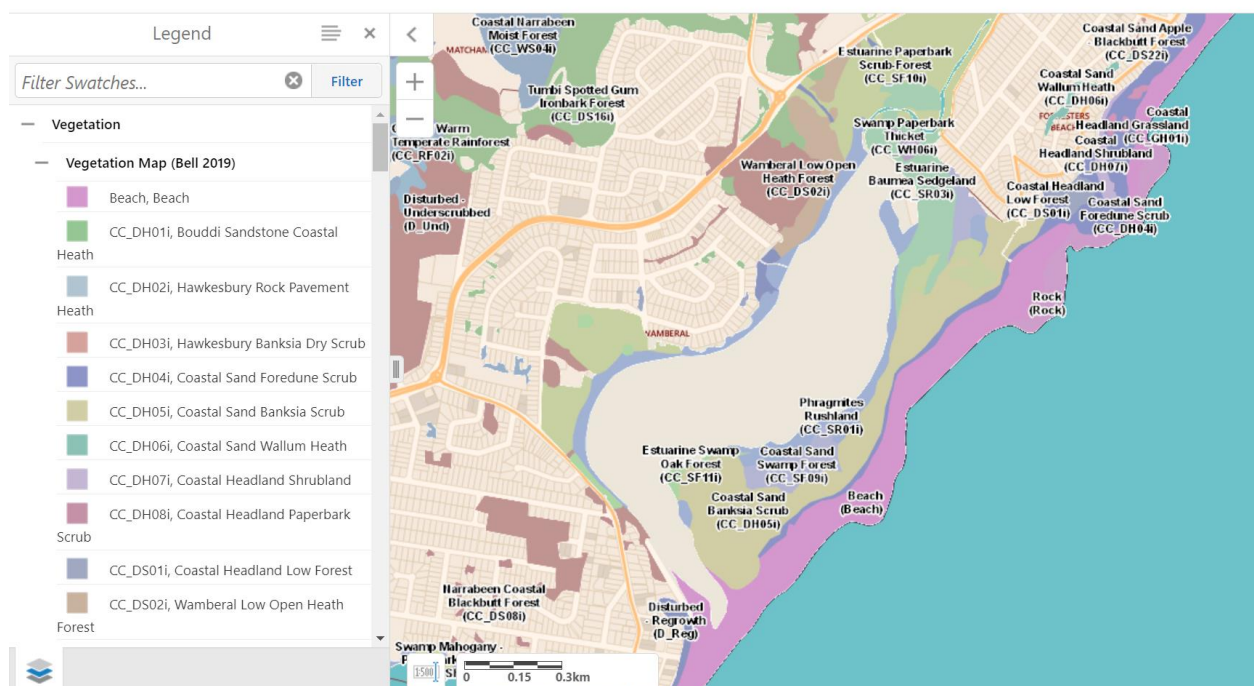 Legend
Filter Swatches...
Filter
Vegetation
Vegetation Map (Bell 2019)
Beach, Beach
CC_DH01i, Bouddi Sandstone Coastal
Heath
CC_DH02i, Hawkesbury Rock Pavement
Heath
CC_DH03i, Hawkesbury Banksia Dry Scrub
CC_DH04i, Coastal Sand Foredune Scrub
CC_DH05i, Coastal Sand Banksia Scrub
CC_DH06i, Coastal Sand Wallum Heath
CC_DH07i, Coastal Headland Shrubland
CC_DH08i, Coastal Headland Paperbark
Scrub
CC_DS01i, Coastal Headland Low Forest
CC_DS02i, Wamberal Low Open Heath
Forest
Coastal Narrabeen
Moist Forest
(CC_WS04i)
Tumbi Spotted Gum
Ironbark Forest
(CC_DS16i)
Warm
Temperate Rainforest
(CC_RF02i)
Disturbed -
Underscrubbed
(D_Und)
Estuarine Paperbark
Scrub-Forest
(CC_SF10i)
Coastal Sand Apple
- Blackbutt Forest
(CC_DS22i)
Coastal Sand
Wallum Heath
(CC_DH06i)
BEACH
Coastal
Headland Grassland
(CC_GH01i)
Coastal
Headland Shrubland
(CC_DH07i)
Swamp Paperbark
Thicket
(CC_WH06i)
Wamberal Low Open
Heath Forest
(CC_DS02i)
Estuarine
Baumea Sedgeland
(CC_SR03i)
Coastal Headland
Low Forest
(CC_DS01i)
Coastal Sand
Foredune Scrub
(CC_DH04i)
Rock
(Rock)
WAMBERAL
Phragmites
Rushland
(CC_SR01i)
Estuarine Swamp
Oak Forest
(CC_SF11i)
Coastal Sand
Swamp Forest
(CC_SF09i)
Coastal Sand
Banksia Scrub
(CC_DH05i)
Beach
(Beach)
Narrabeen Coastal
Blackbutt Forest
(CC_DS08i)
Disturbed
- Regrowth
(D_Reg)
Swamp Mahogany -
1:500
0 0.15 0.3km